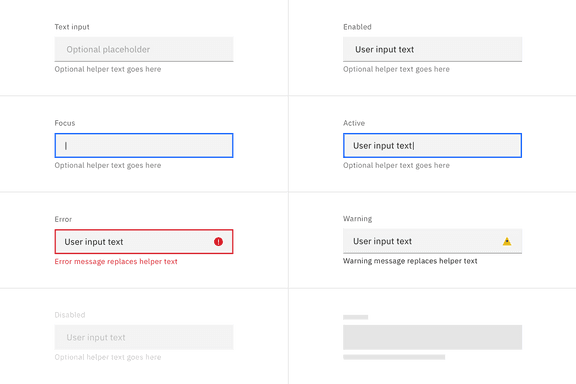 Text input
Optional placeholder
Optional helper text goes here
Enabled
User input text
Optional helper text goes here
Focus
Optional helper text goes here
Active
User input text
Optional helper text goes here
Error
User input text
Error message replaces helper text
Warning
User input text
Warning message replaces helper text
Disabled
User input text
Optional helper text goes here